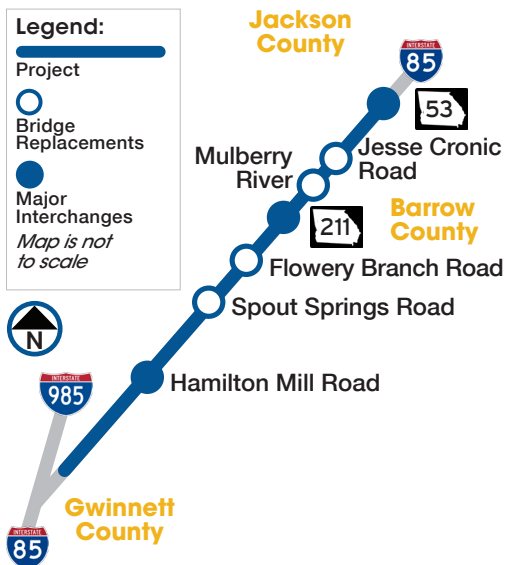 Legend:
Project
Bridge
Replacements
Major
Interchanges
Map is not
to scale
N
Jackson
County
INTERSTATE
85
53
Jesse Cronic
Road
Mulberry
River
Barrow
County
211
Flowery Branch Road
Spout Springs Road
Hamilton Mill Road
INTERSTATE
985
Gwinnett
County
INTERSTATE
85